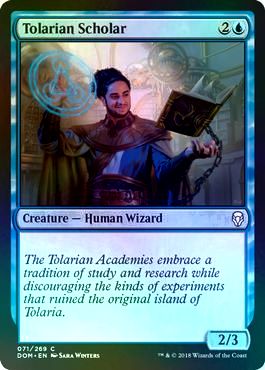 Tolarian Scholar 2
Creature — Human Wizard
The Tolarian Academies embrace a
tradition of study and research while
discouraging the kinds of experiments
that ruined the original island of
Tolaria.
2/3
071/269 C
DOM • EN Sara Winters
™ & © 2018 Wizards of the Coast